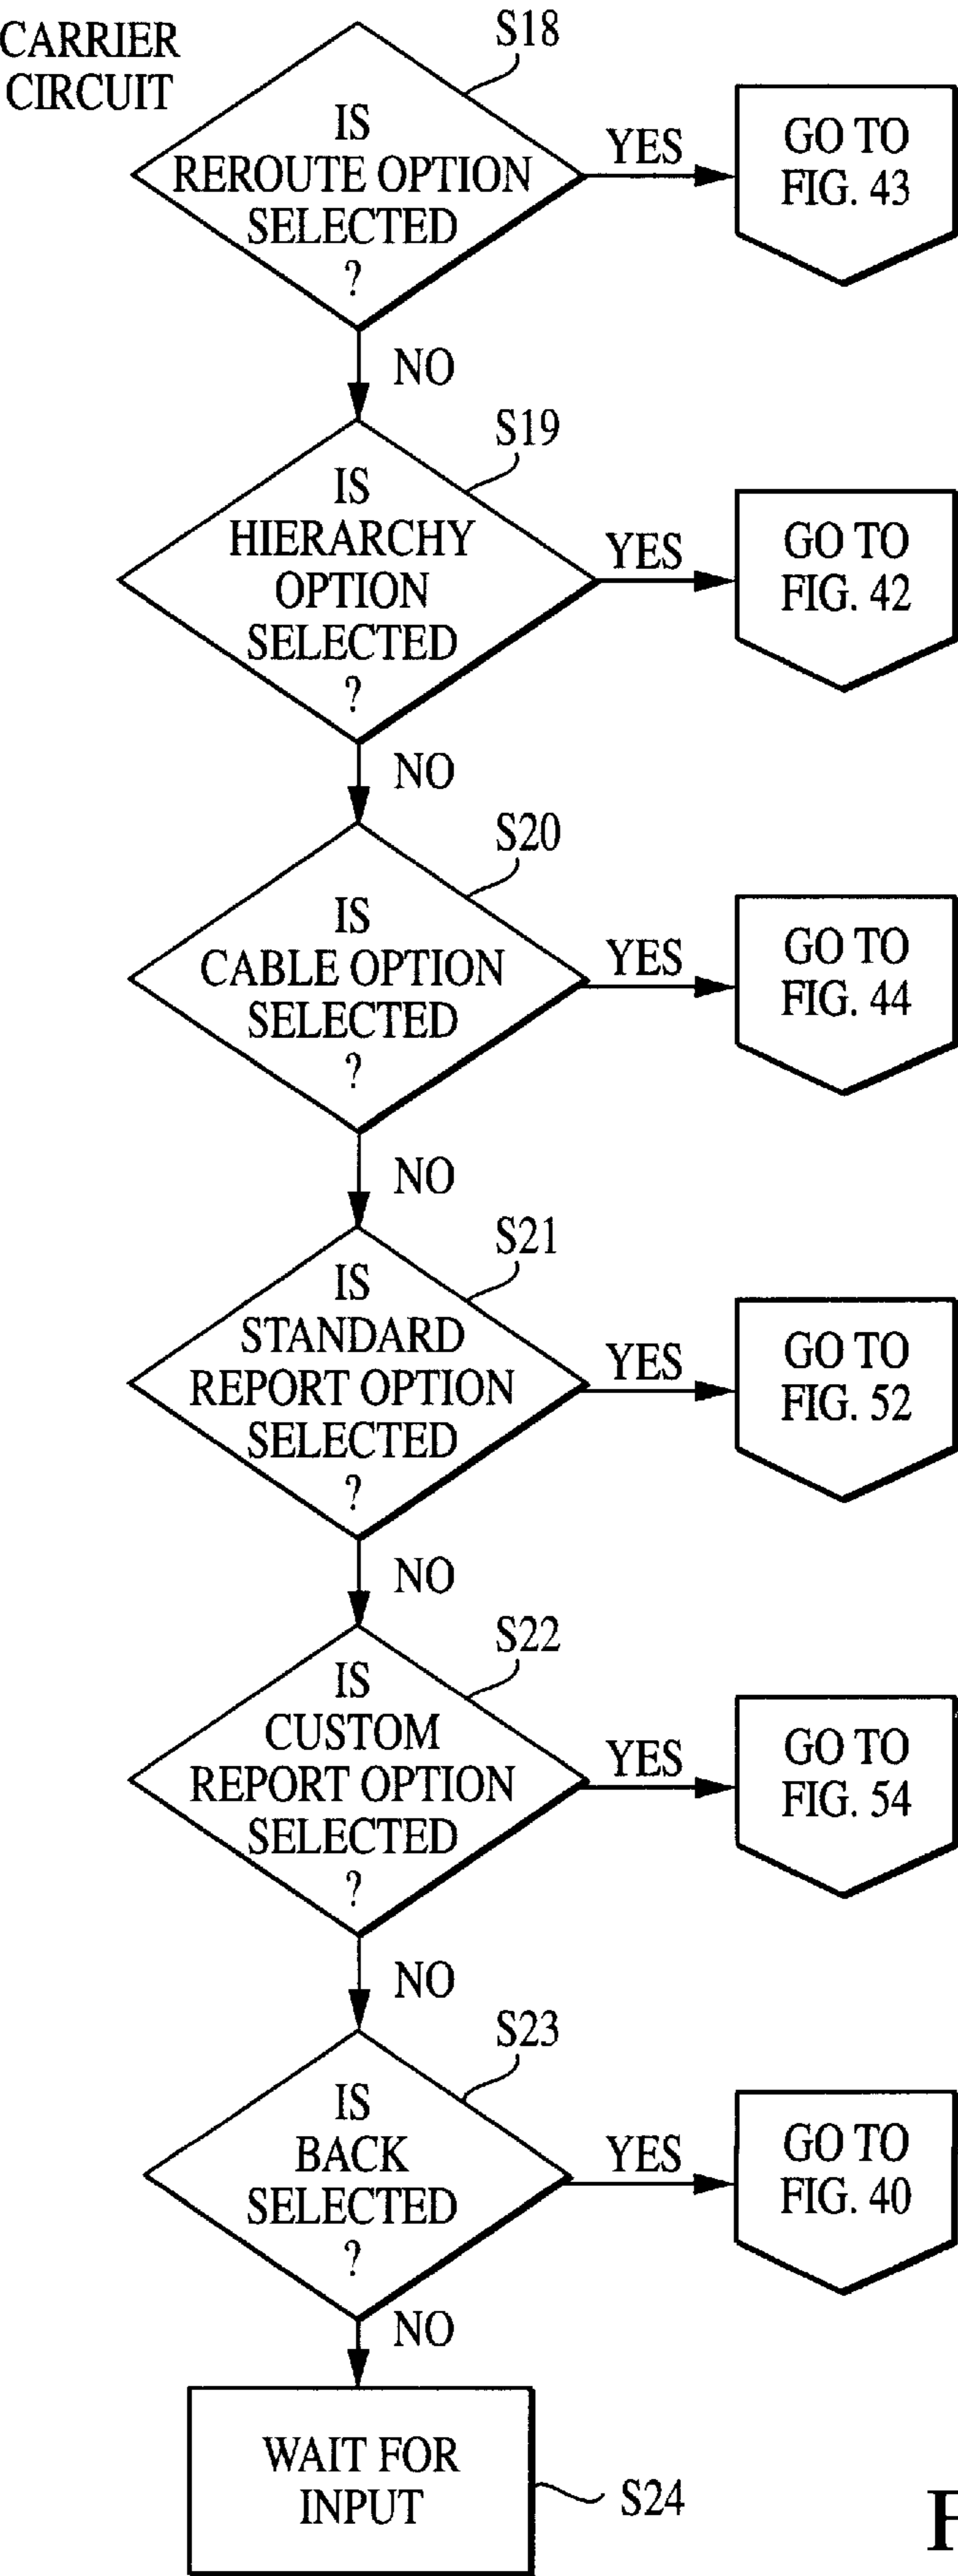 CARRIER
CIRCUIT
S18
IS
REROUTE OPTION
SELECTED
?
YES
GO TO
FIG. 43
NO
S19
IS
HIERARCHY
OPTION
SELECTED
?
YES
GO TO
FIG. 42
NO
S20
IS
CABLE OPTION
SELECTED
?
YES
GO TO
FIG. 44
NO
S21
IS
STANDARD
REPORT OPTION
SELECTED
?
YES
GO TO
FIG. 52
NO
S22
IS
CUSTOM
REPORT OPTION
SELECTED
?
YES
GO TO
FIG. 54
NO
S23
IS
BACK
SELECTED
?
YES
GO TO
FIG. 40
NO
WAIT FOR
INPUT
S24
F